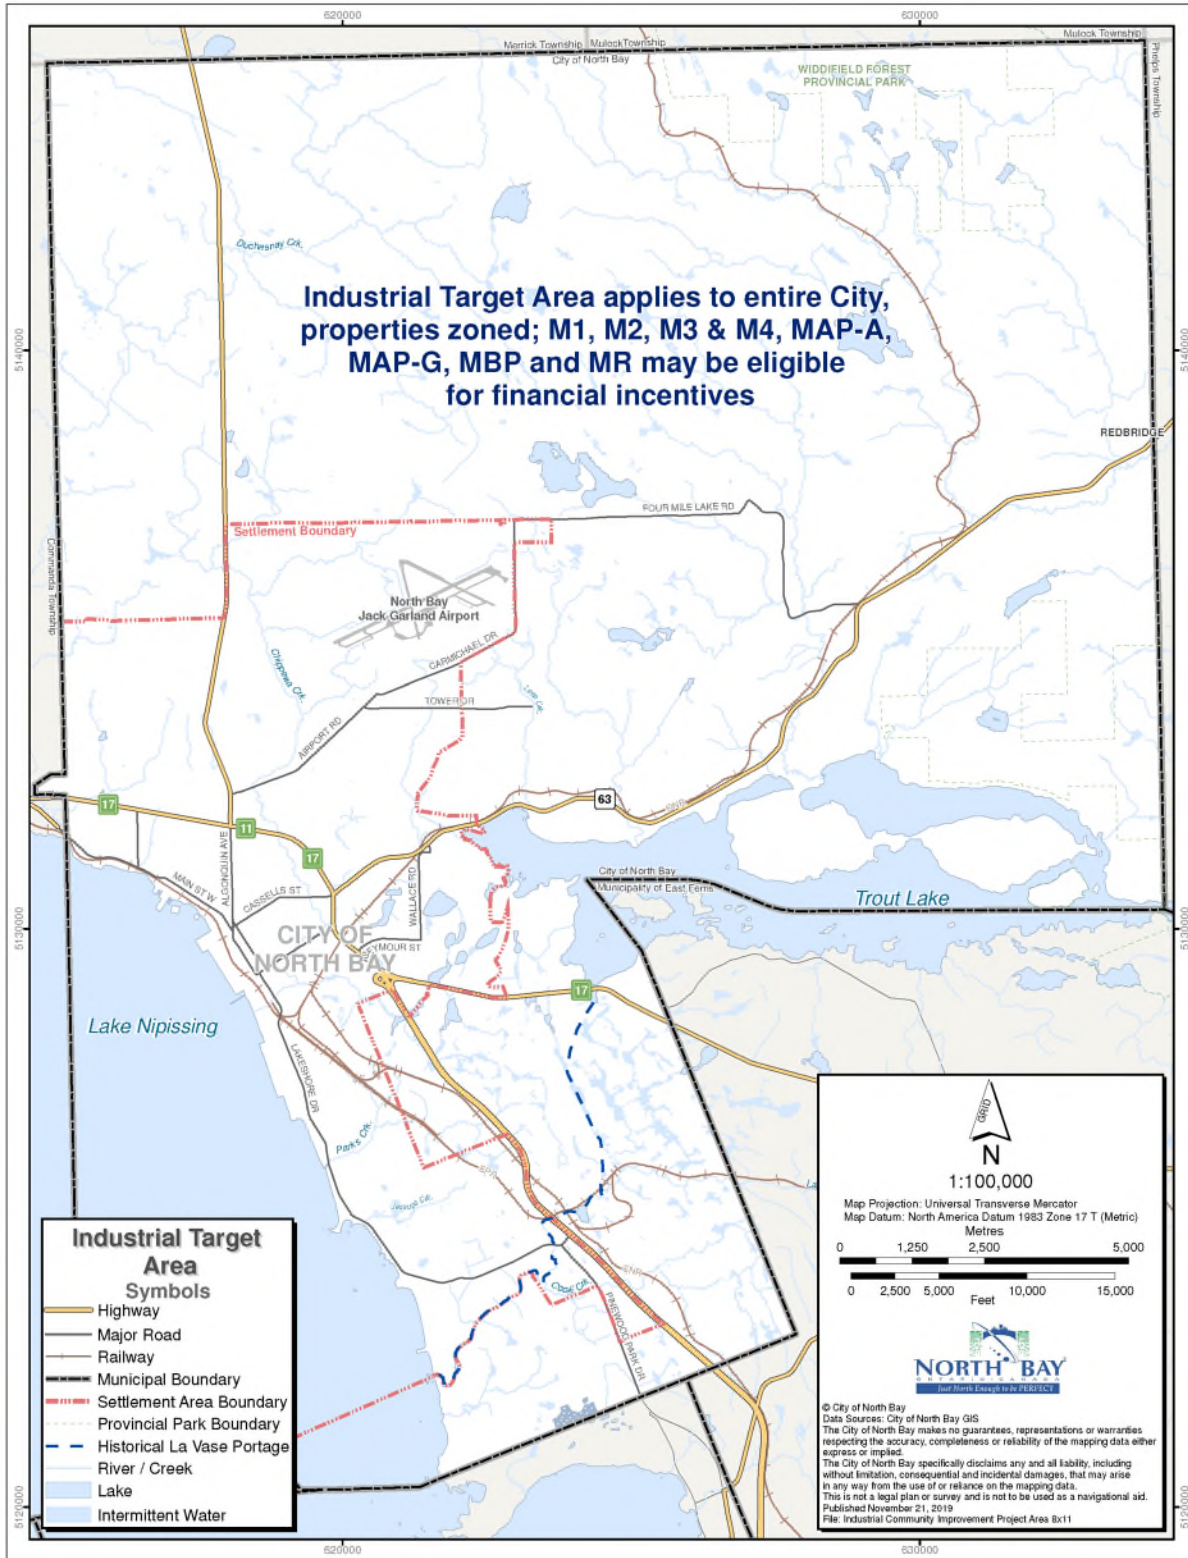 620000
630000
Merrick Township
Mulock Township
Mulock Township
City of North Bay
Phelps Township
WIDDIFIELD FOREST
PROVINCIAL PARK
Duchesnay Crk.
Industrial Target Area applies to entire City,
properties zoned; M1, M2, M3 & M4, MAP-A,
MAP-G, MBP and MR may be eligible
for financial incentives
5140000
5140000
REDBRIDGE
FOUR MILE LAKE RD
Settlement Boundary
Commanda Township
North Bay
Jack Garland Airport
CARMICHAEL DR
Chippewa Crk.
TOWER DR
AIRPORT RD
17
11
17
63
SNR
ALGONQUIN AVE
MAIN ST W
CASSELLS ST
WALLACE RD
City of North Bay
Municipality of East Ferris
Trout Lake
5130000
5130000
CITY OF
NORTH BAY
17
Lake Nipissing
LAKESHORE DR
Parks Crk.
SNR
Cook Crk.
PINEWOOD PARK DR
GRID
N
1:100,000
Map Projection: Universal Transverse Mercator
Map Datum: North America Datum 1983 Zone 17 T (Metric)
Metres
0 1,250 2,500 5,000
0 2,500 5,000 10,000 15,000
Feet
NORTH BAY
ONTARIO CANADA
Just North Enough to be PERFECT
© City of North Bay
Data Sources: City of North Bay GIS
The City of North Bay makes no guarantees, representations or warranties
respecting the accuracy, completeness or reliability of the mapping data either
express or implied.
The City of North Bay specifically disclaims any and all liability, including
without limitation, consequential and incidental damages, that may arise
in any way from the use of or reliance on the mapping data.
This is not a legal plan or survey and is not to be used as a navigational aid.
Published November 21, 2019
File: Industrial Community Improvement Project Area 8x11
Industrial Target
Area
Symbols
Highway
Major Road
Railway
Municipal Boundary
Settlement Area Boundary
Provincial Park Boundary
Historical La Vase Portage
River / Creek
Lake
Intermittent Water
5120000
5120000
620000
630000